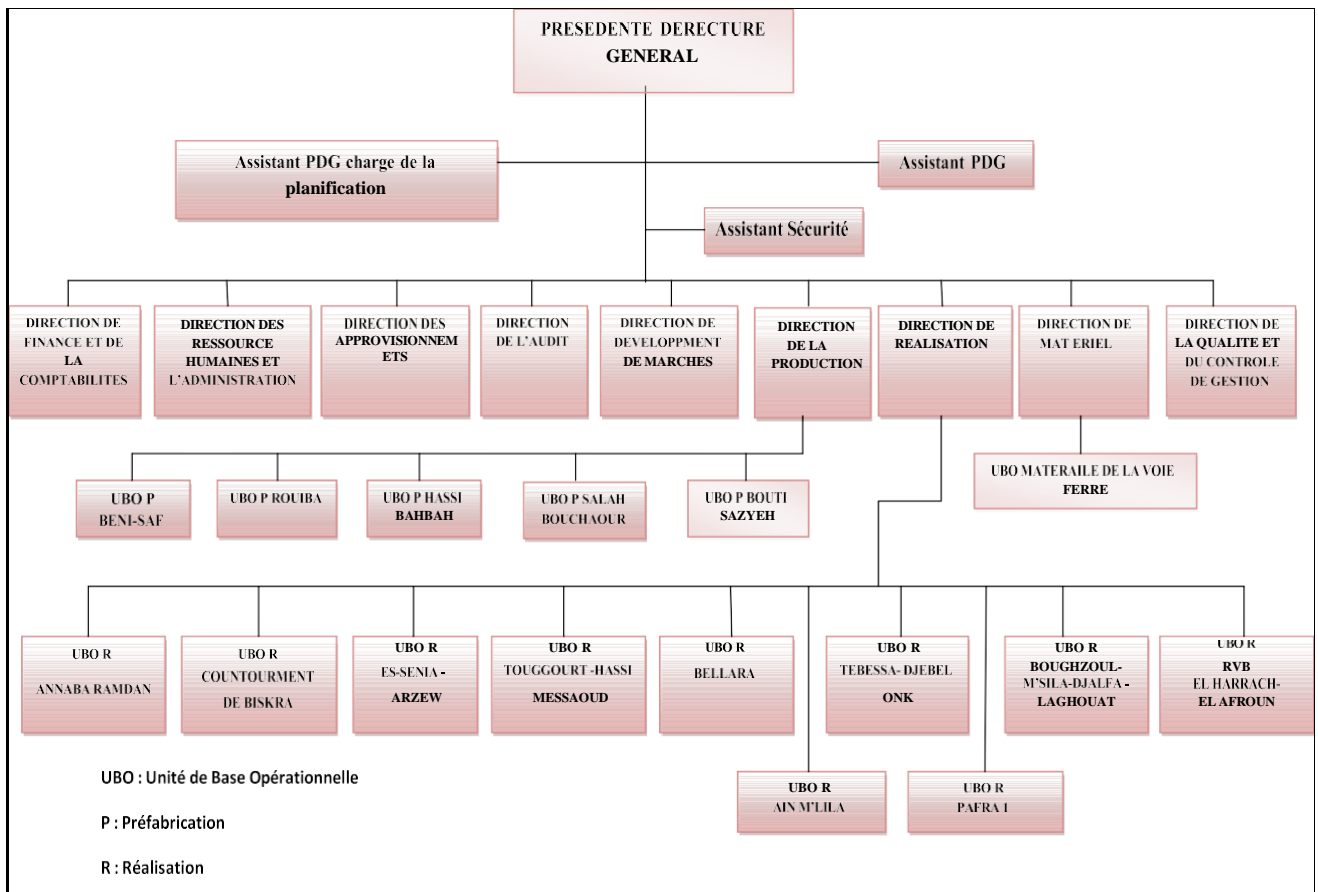 PRESEDENTE DERECTURE
GENERAL
Assistant PDG charge de la
planification
Assistant PDG
Assistant Sécurité
DIRECTION DE
FINANCE ET DE
LA
COMPTABILITES
DIRECTION DES
RESSOURCE
HUMAINES ET
L'ADMINISTRATION
DIRECTION DES
APPROVISIONNEM
ETS
DIRECTION
DE L'AUDIT
DIRECTION DE
DEVELOPPMENT
DE MARCHES
DIRECTION
DE LA
PRODUCTION
DIRECTION DE
REALISATION
DIRECTION DE
MAT ERIEL
DIRECTION DE
LA QUALITE ET
DU CONTROLE
DE GESTION
UBO P
BENI-SAF
UBO P ROUIBA
UBO P HASSI
BAHBAH
UBO P SALAH
BOUCHAOUR
UBO P BOUTI
SAZYEH
UBO MATERAILE DE LA VOIE
FERRE
UBO R
ANNABA RAMDAN
UBO R
COUNTOURMENT
DE BISKRA
UBO R
ES-SENIA -
ARZEW
UBO R
TOUGGOURT -HASSI
MESSAOUD
UBO R
BELLARA
UBO R
TEBESSA- DJEBEL
ONK
UBO R
BOUGHZOUL-
M'SILA-DJALFA -
LAGHOUAT
UBO R
RVB
EL HARRACH-
EL AFROUN
UBO R
AIN M'LILA
UBO R
PAFRA 1
UBO : Unité de Base Opérationnelle
P : Préfabrication
R : Réalisation